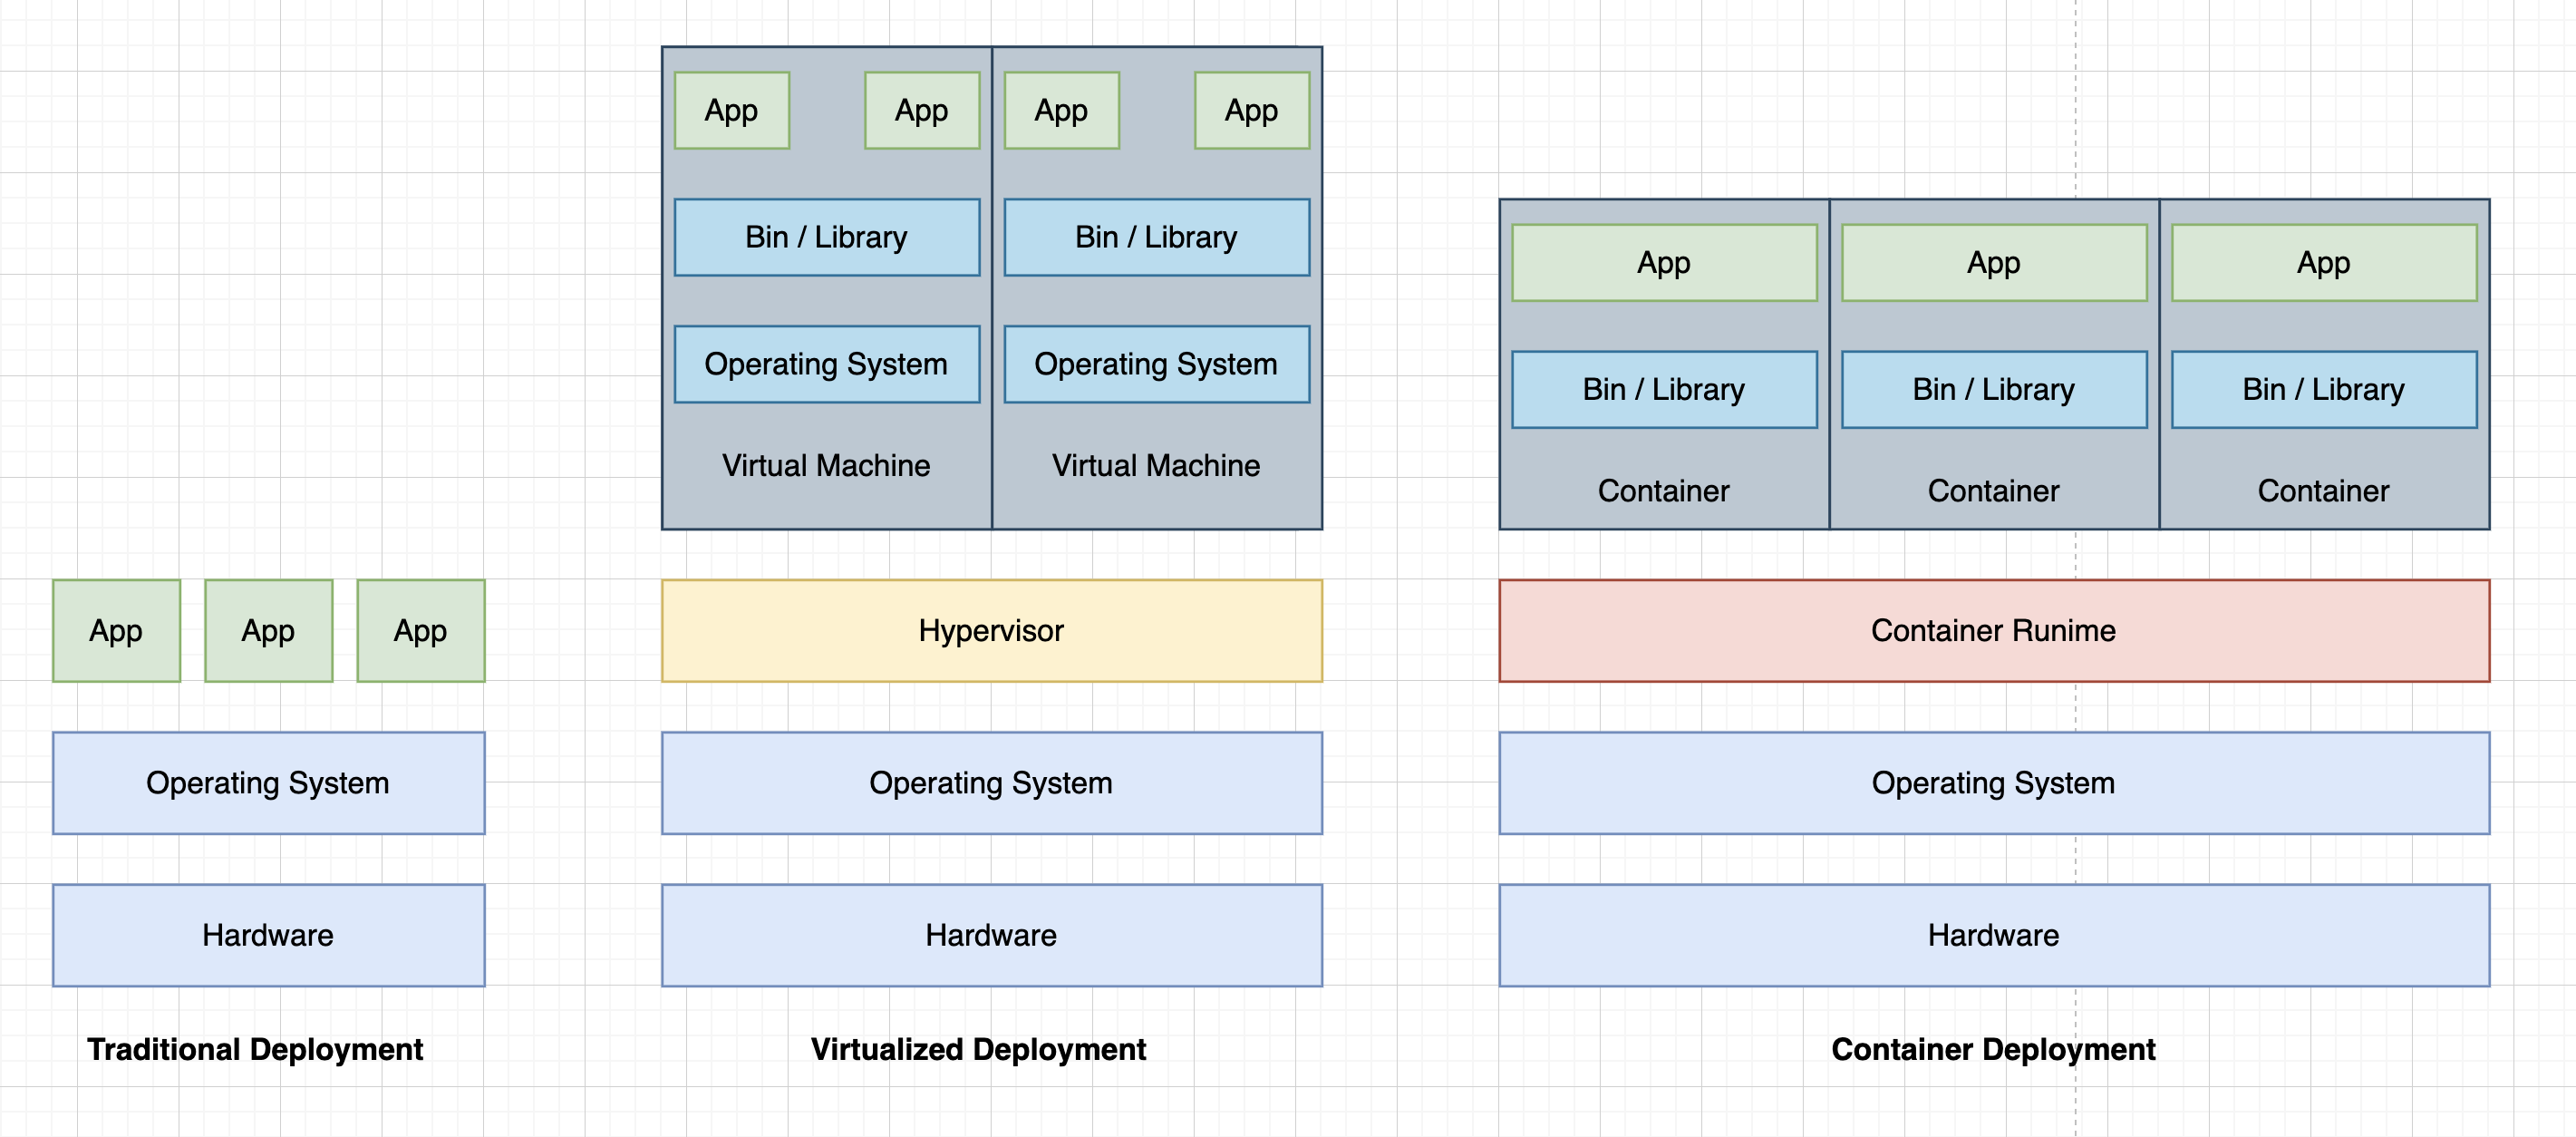 App
App
App
Operating System
Hardware
Traditional Deployment
App
App
App
App
Bin / Library
Bin / Library
Operating System
Operating System
Virtual Machine
Virtual Machine
Hypervisor
Operating System
Hardware
Virtualized Deployment
App
App
App
Bin / Library
Bin / Library
Bin / Library
Container
Container
Container
Container Runime
Operating System
Hardware
Container Deployment